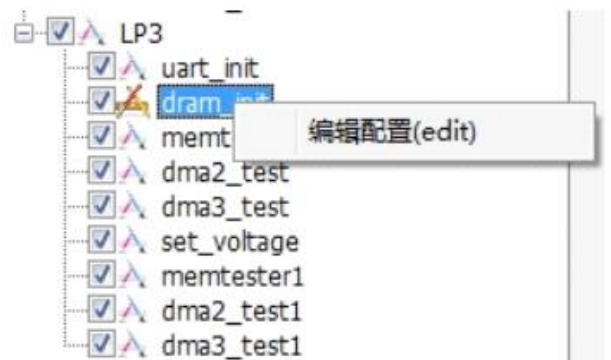 LP3
uart_init
dram_init
编辑配置(edit)
memt
dma2_test
dma3_test
set_voltage
memtester1
dma2_test1
dma3_test1